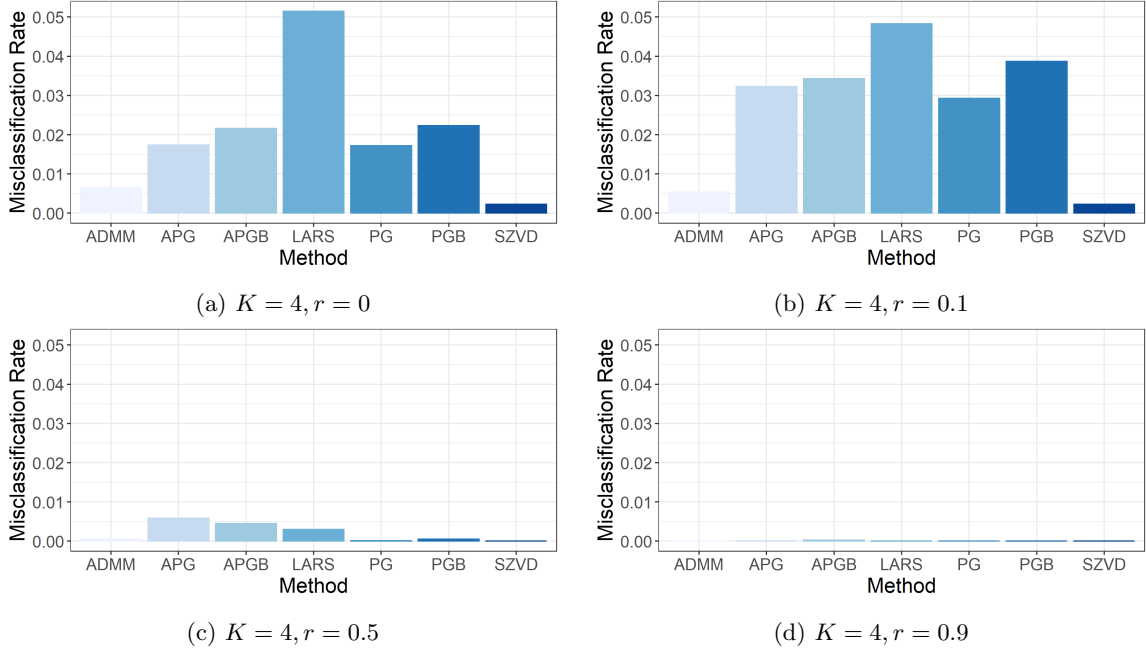 Misclassification Rate
0.05
0.04
0.03
0.02
0.01
0.00
ADMM APG APGB LARS PG PGB SZVD
Method
(a) K = 4, r = 0
Misclassification Rate
0.05
0.04
0.03
0.02
0.01
0.00
ADMM APG APGB LARS PG PGB SZVD
Method
(b) K = 4, r = 0.1
Misclassification Rate
0.05
0.04
0.03
0.02
0.01
0.00
ADMM APG APGB LARS PG PGB SZVD
Method
(c) K = 4, r = 0.5
Misclassification Rate
0.05
0.04
0.03
0.02
0.01
0.00
ADMM APG APGB LARS PG PGB SZVD
Method
(d) K = 4, r = 0.9